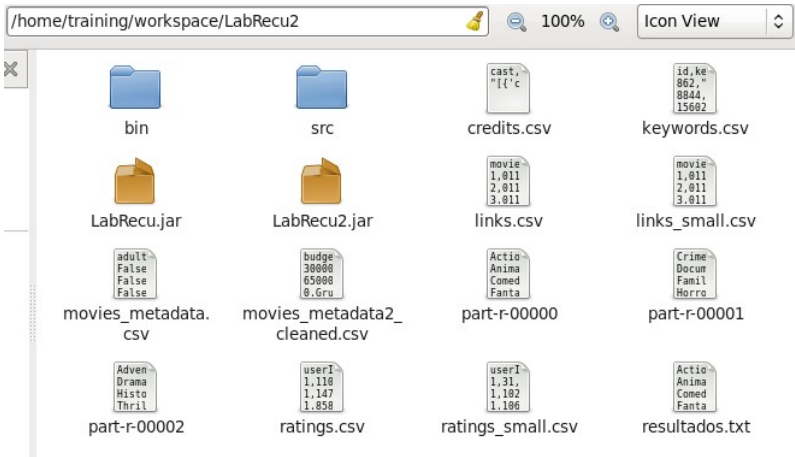 /home/training/workspace/LabRecu2
100%
Icon View
bin
src
cast,
"[{'c
credits.csv
id,ke
862,"
8844,
15602
keywords.csv
LabRecu.jar
LabRecu2.jar
movie
1,011
2,011
3.011
links.csv
movie
1,011
2,011
3.011
links_small.csv
adult
False
False
False
movies_metadata.
csv
budge
30000
65000
0.Gru
movies_metadata2_
cleaned.csv
Actio
Anima
Comed
Fanta
part-r-00000
Crime
Docum
Famil
Horro
part-r-00001
Adven
Drama
Histo
Thril
part-r-00002
userI
1,110
1,147
1.858
ratings.csv
userI
1,31,
1,102
1.106
ratings_small.csv
Actio
Anima
Comed
Fanta
resultados.txt